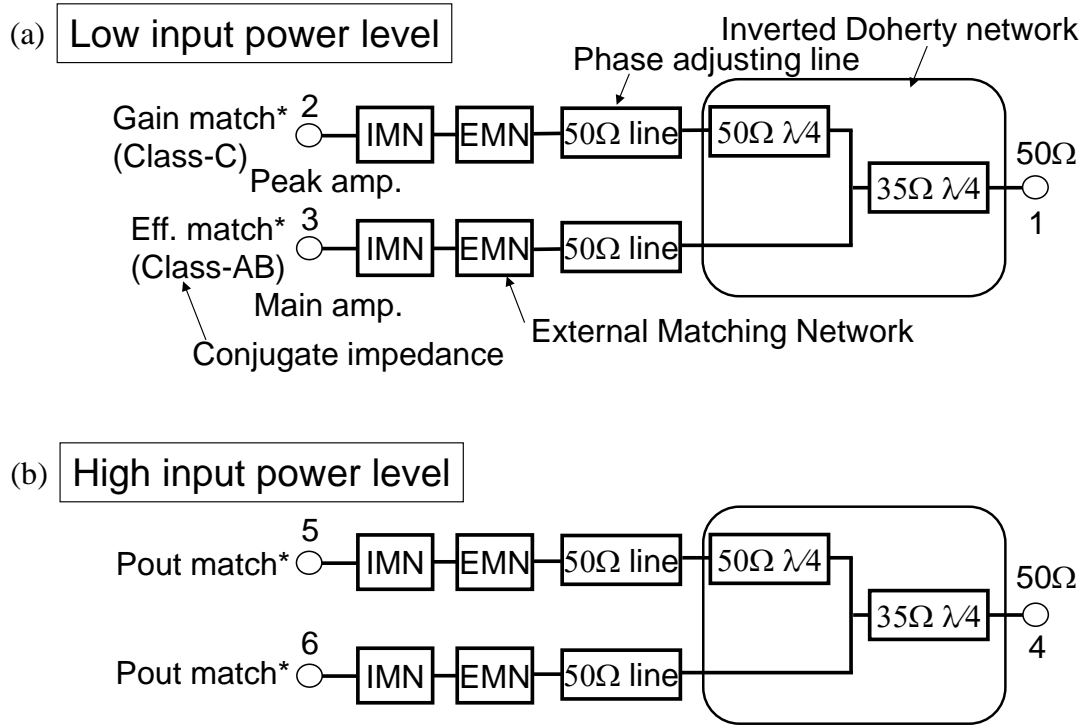 (a) Low input power level
Inverted Doherty network
Phase adjusting line
Gain match* 2
(Class-C)
IMN EMN 50Ω line 50Ω λ/4
Peak amp.
35Ω λ/4
50Ω
1
Eff. match* 3
(Class-AB)
IMN EMN 50Ω line
Main amp.
External Matching Network
Conjugate impedance
(b) High input power level
5
Pout match* IMN EMN 50Ω line 50Ω λ/4
35Ω λ/4
50Ω
4
6
Pout match* IMN EMN 50Ω line